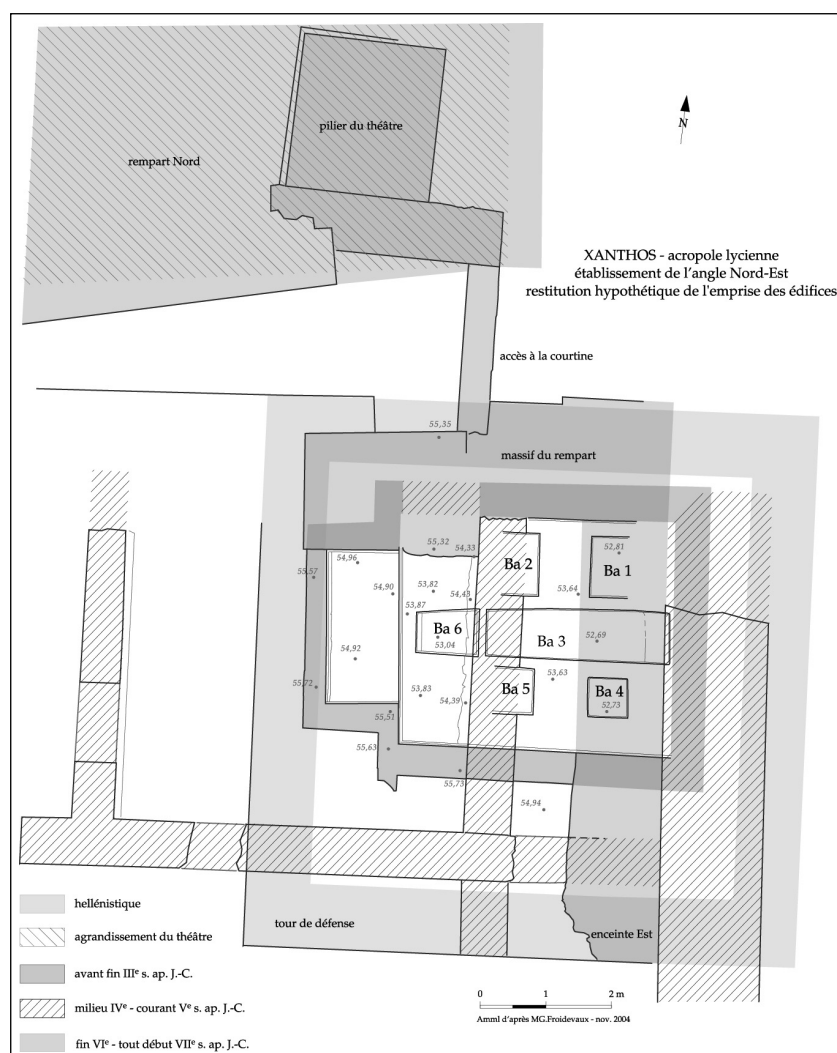 pilier du théâtre
rempart Nord
N
XANTHOS - acropole lycienne
établissement de l'angle Nord-Est
restitution hypothétique de l'emprise des édifices
accès à la courtine
55,35
massif du rempart
55,32
54,33
54,96
52,81
Ba 2
Ba 1
55,57
54,90
53,82
54,43
53,64
53,87
Ba 6
Ba 3
53,04
52,69
54,92
55,72
53,83
54,39
Ba 5
53,63
Ba 4
52,73
55,51
55,63
55,73
54,94
hellénistique
tour de défense
enceinte Est
agrandissement du théâtre
avant fin IIIe s. ap. J.-C.
milieu IVe - courant Ve s. ap. J.-C.
0 1 2 m
Amml d'après MG.Froidevaux - nov. 2004
fin VIe - tout début VIIe s. ap. J.-C.